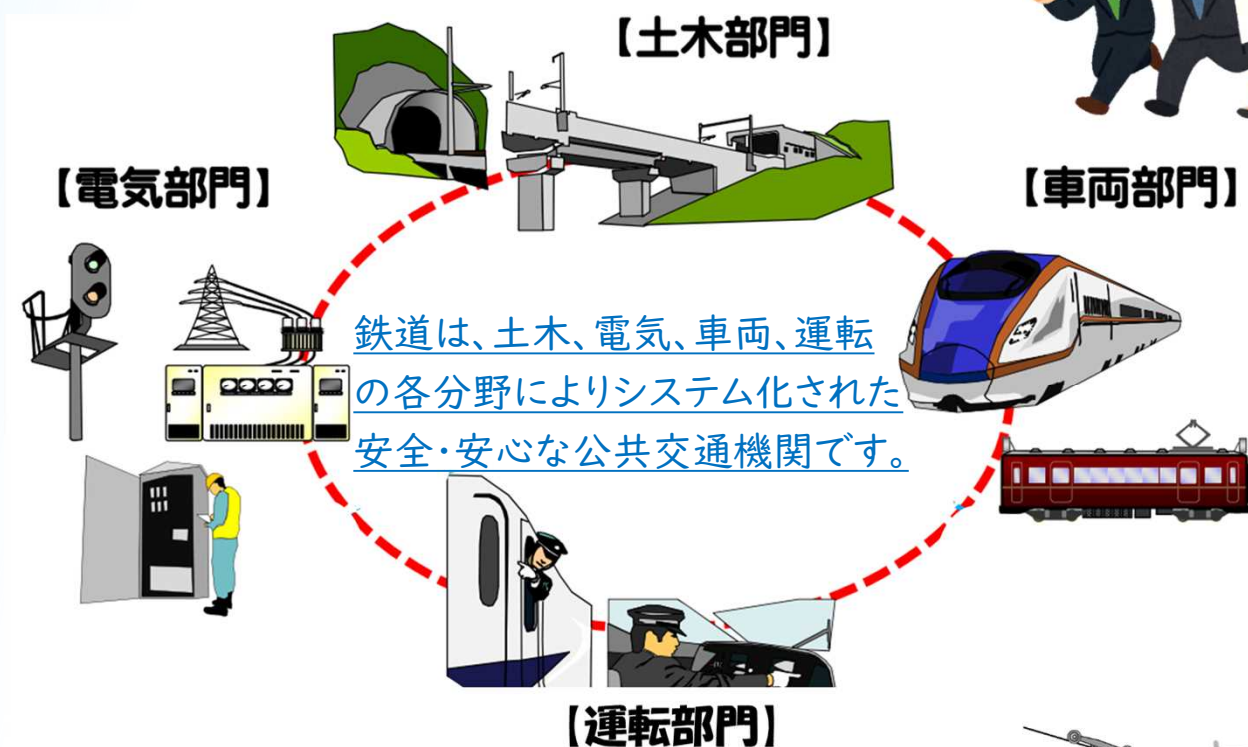 【土木部門】
【電気部門】
【車両部門】
鉄道は、土木、電気、車両、運転
の各分野によりシステム化された
安全・安心な公共交通機関です。
【運転部門】